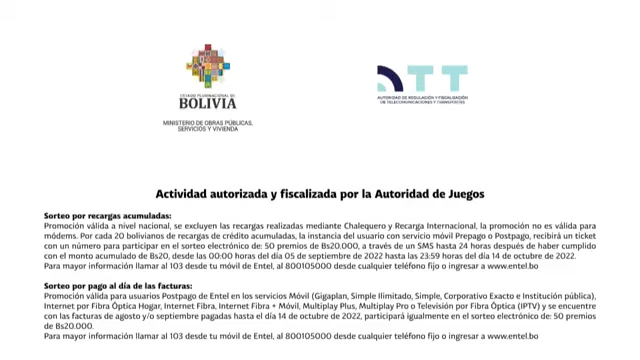 ESTADO PLURINACIONAL DE
BOLIVIA
MINISTERIO DE OBRAS PÚBLICAS,
SERVICIOS Y VIVIENDA
ATT
AUTORIDAD DE REGULACIÓN Y FISCALIZACIÓN
DE TELECOMUNICACIONES Y TRANSPORTES
Actividad autorizada y fiscalizada por la Autoridad de Juegos
Sorteo por recargas acumuladas:
Promoción válida a nivel nacional, se excluyen las recargas realizadas mediante Chalequero y Recarga Internacional, la promoción no es válida para
módems. Por cada 20 bolivianos de recargas de crédito acumuladas, la instancia del usuario con servicio móvil Prepago o Postpago, recibirá un ticket
con un número para participar en el sorteo electrónico de: 50 premios de Bs20.000, a través de un SMS hasta 24 horas después de haber cumplido
con el monto acumulado de Bs20, desde las 00:00 horas del día 05 de septiembre de 2022 hasta las 23:59 horas del día 14 de octubre de 2022.
Para mayor información llamar al 103 desde tu móvil de Entel, al 800105000 desde cualquier teléfono fijo o ingresar a www.entel.bo
Sorteo por pago al día de las facturas:
Promoción válida para usuarios Postpago de Entel en los servicios Móvil (Gigaplan, Simple Ilimitado, Simple, Corporativo Exacto e Institución pública),
Internet por Fibra Óptica Hogar, Internet Fibra, Internet Fibra + Móvil, Multiplay Plus, Multiplay Pro o Televisión por Fibra Óptica (IPTV) y se encuentre
con las facturas de agosto y/o septiembre pagadas hasta el día 14 de octubre de 2022, participará igualmente en el sorteo electrónico de: 50 premios
de Bs20.000.
Para mayor información llamar al 103 desde tu móvil de Entel, al 800105000 desde cualquier teléfono fijo o ingresar a www.entel.bo